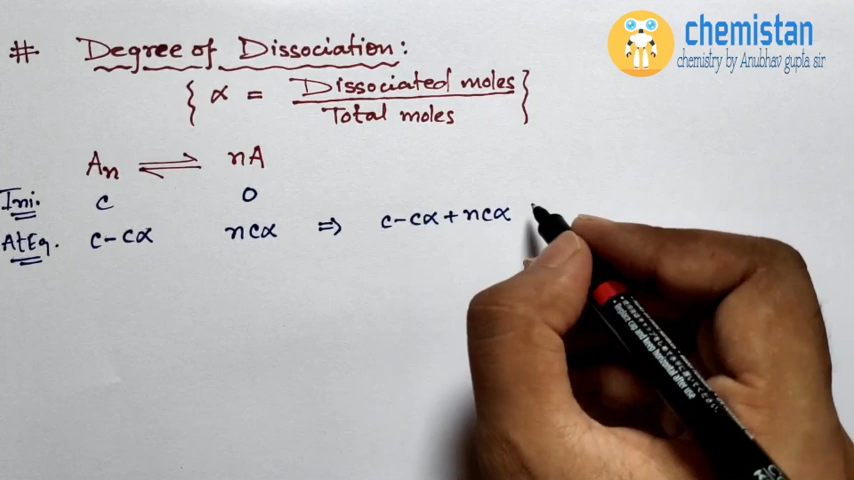 chemistan
chemistry by Anubhav gupta sir
# Degree of Dissociation:
{ α = Dissociated moles / Total moles }
Aₙ ⇌ nA
Ini. c 0
At Eq. c-cα ncα ⇒ c-cα+ncα